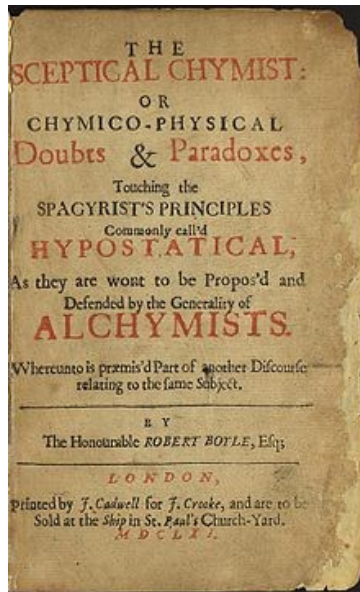 THE
SCEPTICAL CHYMIST:
OR
CHYMICO-PHYSICAL
Doubts & Paradoxes,
Touching the
SPAGYRIST'S PRINCIPLES
Commonly call'd
HYPOSTATICAL,
As they are wont to be Propos'd and
Defended by the Generality of
ALCHYMISTS.
Whereunto is præmis'd Part of another Discourse
relating to the same Subject.
BY
The Honourable ROBERT BOYLE, Esq;
LONDON,
Printed by J. Cadwell for J. Crooke, and are to be
Sold at the Ship in St. Paul's Church-Yard.
MDCLXI.